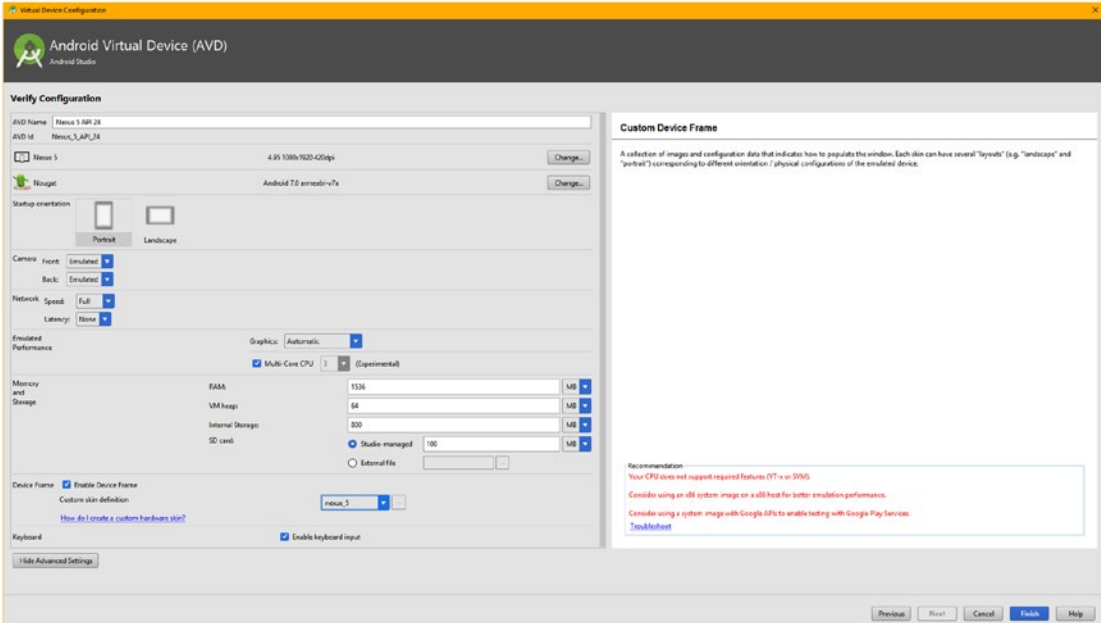 Virtual Device Configuration
Android Virtual Device (AVD)
Android Studio
Verify Configuration
AVD Name Nexus 5 API 24
AVD Id Nexus_5_API_24
Nexus 5 4.95 1080x1920 420dpi Change...
Nougat Android 7.0 armeabi-v7a Change...
Startup orientation
Portrait Landscape
Camera Front: Emulated
Back: Emulated
Network Speed: Full
Latency: None
Emulated
Performance
Graphics: Automatic
Multi-Core CPU 3 (Experimental)
Memory
and
Storage
RAM: 1536 MB
VM heap: 64 MB
Internal Storage: 800 MB
SD card: Studio-managed 100 MB
External file
Device Frame Enable Device Frame
Custom skin definition nexus_5
How do I create a custom hardware skin?
Keyboard Enable keyboard input
Hide Advanced Settings
Custom Device Frame
A collection of images and configuration data that indicates how to populate the window. Each skin can have several "layouts" (e.g. "landscape" and
"portrait") corresponding to different orientation / physical configurations of the emulated device.
Recommendation
Your CPU does not support required features (VT-x or SVM).
Consider using an x86 system image on a x86 host for better emulation performance.
Consider using a system image with Google APIs to enable testing with Google Play Services.
Troubleshoot
Previous Next Cancel Finish Help